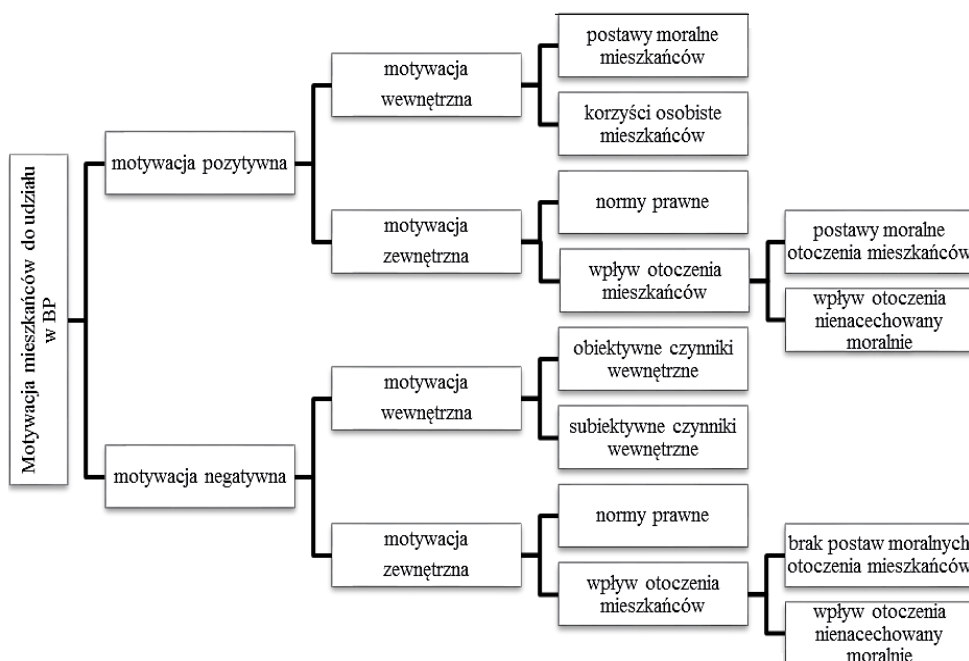 Motywacja mieszkańców do udziału
w BP
motywacja pozytywna
motywacja
wewnętrzna
postawy moralne
mieszkańców
korzyści osobiste
mieszkańców
motywacja
zewnętrzna
normy prawne
wpływ otoczenia
mieszkańców
postawy moralne
otoczenia mieszkańców
wpływ otoczenia
nienacechowany
moralnie
motywacja negatywna
motywacja
wewnętrzna
obiektywne czynniki
wewnętrzne
subiektywne czynniki
wewnętrzne
motywacja
zewnętrzna
normy prawne
wpływ otoczenia
mieszkańców
brak postaw moralnych
otoczenia mieszkańców
wpływ otoczenia
nienacechowany
moralnie